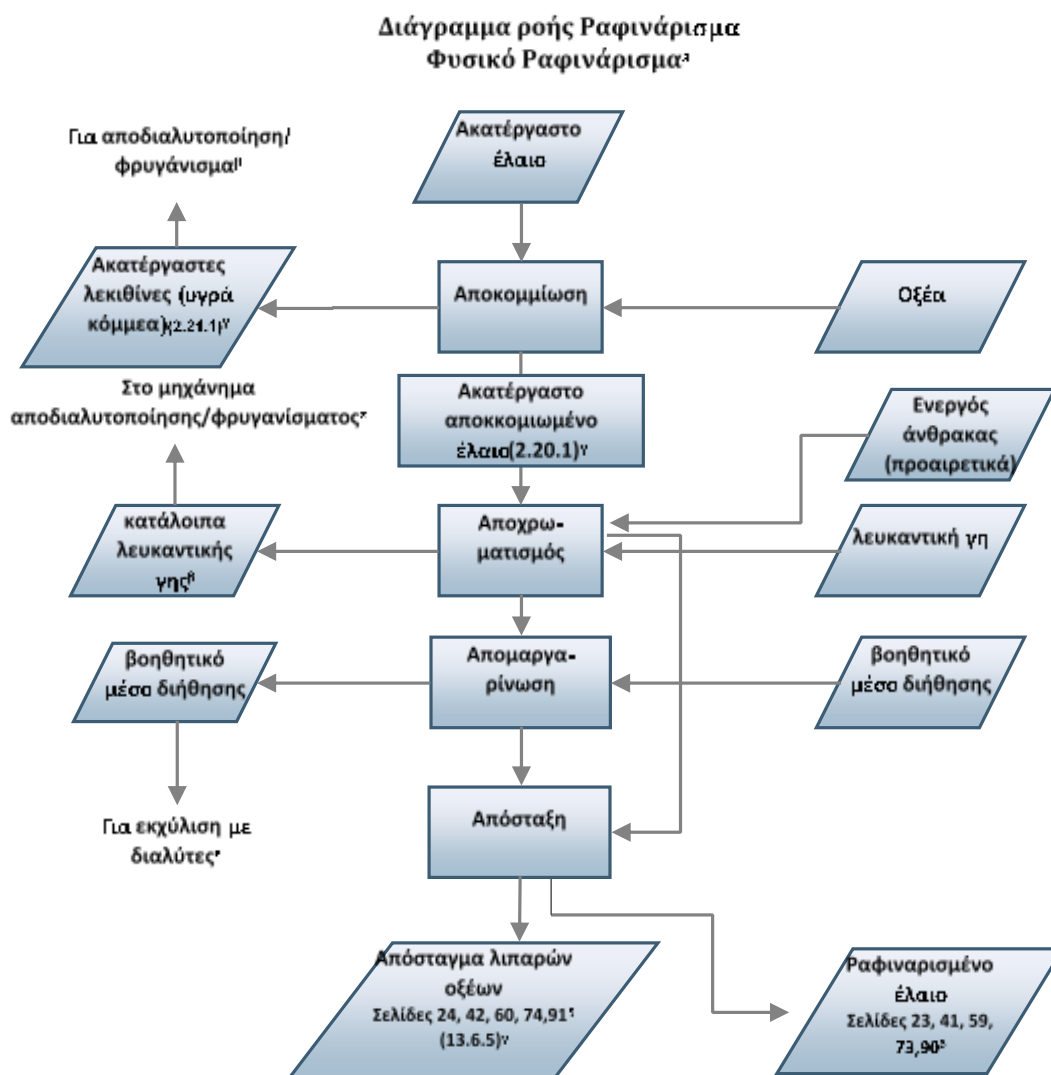 Διάγραμμα ροής Ραφινάρισμα
Φυσικό Ραφινάρισμα
Ακατέργαστο
έλαιο
Για αποδιαλυτοποίηση/
φρυγάνισμα
Ακατέργαστες
λεκιθίνες (υγρά
κόμμεα)(2.21.1)γ
Αποκομμίωση
Οξέα
Στο μηχάνημα
αποδιαλυτοποίησης/φρυγανίσματος
Ακατέργαστο
αποκκομιωμένο
έλαιο(2.20.1)γ
Ενεργός
άνθρακας
(προαιρετικά)
κατάλοιπα
λευκαντικής
γης
Αποχρω-
ματισμός
λευκαντική γη
βοηθητικό
μέσο διήθησης
Απομαργα-
ρίνωση
βοηθητικό
μέσο διήθησης
Απόσταξη
Για εκχύλιση με
διαλύτες
Απόσταγμα λιπαρών
οξέων
Σελίδες 24, 42, 60, 74,91
(13.6.5)γ
Ραφιναρισμένο
έλαιο
Σελίδες 23, 41, 59,
73,90